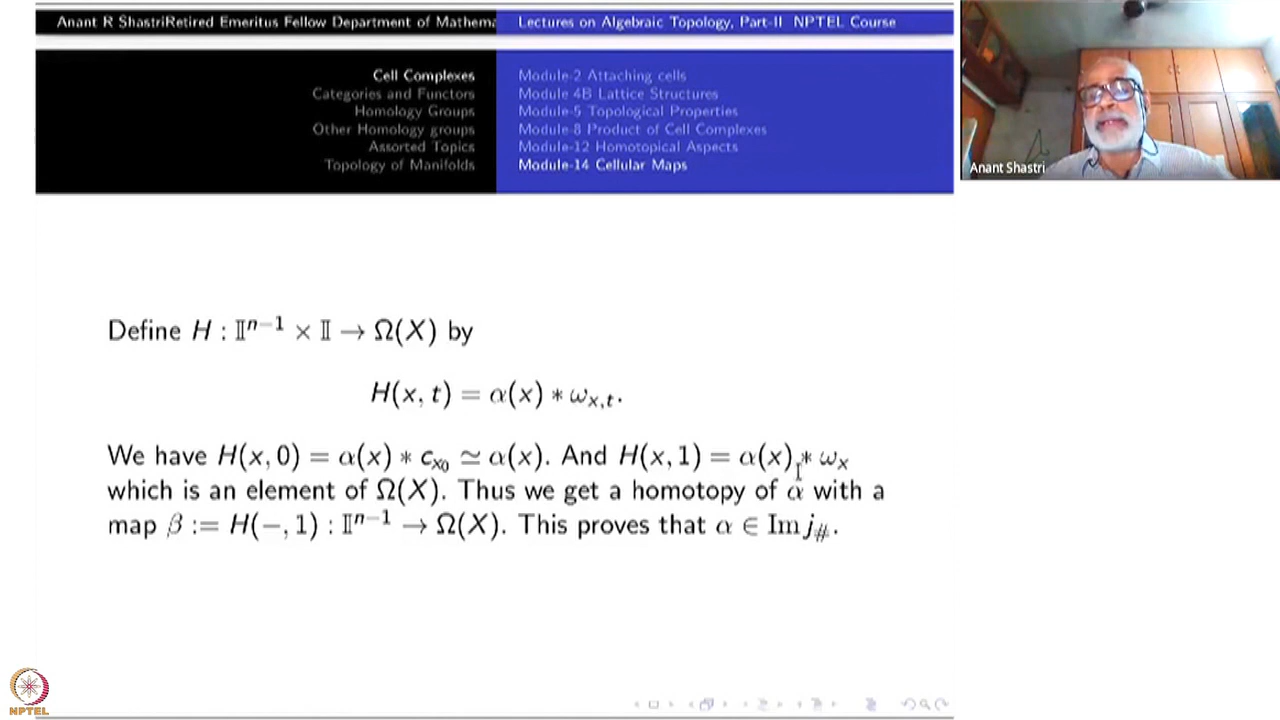 Anant R ShastriRetired Emeritus Fellow Department of Mathema
Lectures on Algebraic Topology, Part-II NPTEL Course
Cell Complexes
Categories and Functors
Homology Groups
Other Homology groups
Assorted Topics
Topology of Manifolds
Module-2 Attaching cells
Module 4B Lattice Structures
Module-5 Topological Properties
Module-8 Product of Cell Complexes
Module-12 Homotopical Aspects
Module-14 Cellular Maps
Anant Shastri
Define H : 𝕀ⁿ⁻¹ × 𝕀 → Ω(X) by
H(x, t) = α(x) * ω_{x,t}.
We have H(x, 0) = α(x) * c_{x₀} ≃ α(x). And H(x, 1) = α(x) * ω_x
which is an element of Ω(X). Thus we get a homotopy of α with a
map β := H(−, 1) : 𝕀ⁿ⁻¹ → Ω(X). This proves that α ∈ Im j_#.
NPTEL